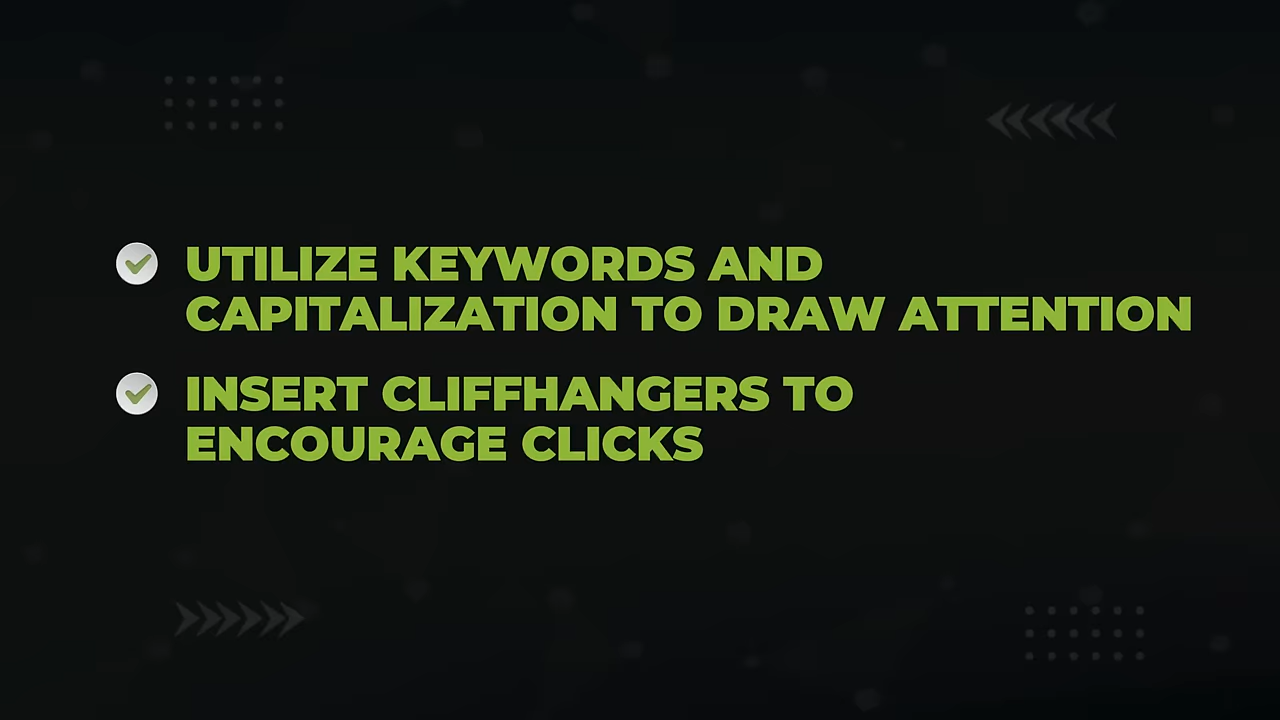 UTILIZE KEYWORDS AND
CAPITALIZATION TO DRAW ATTENTION
INSERT CLIFFHANGERS TO
ENCOURAGE CLICKS